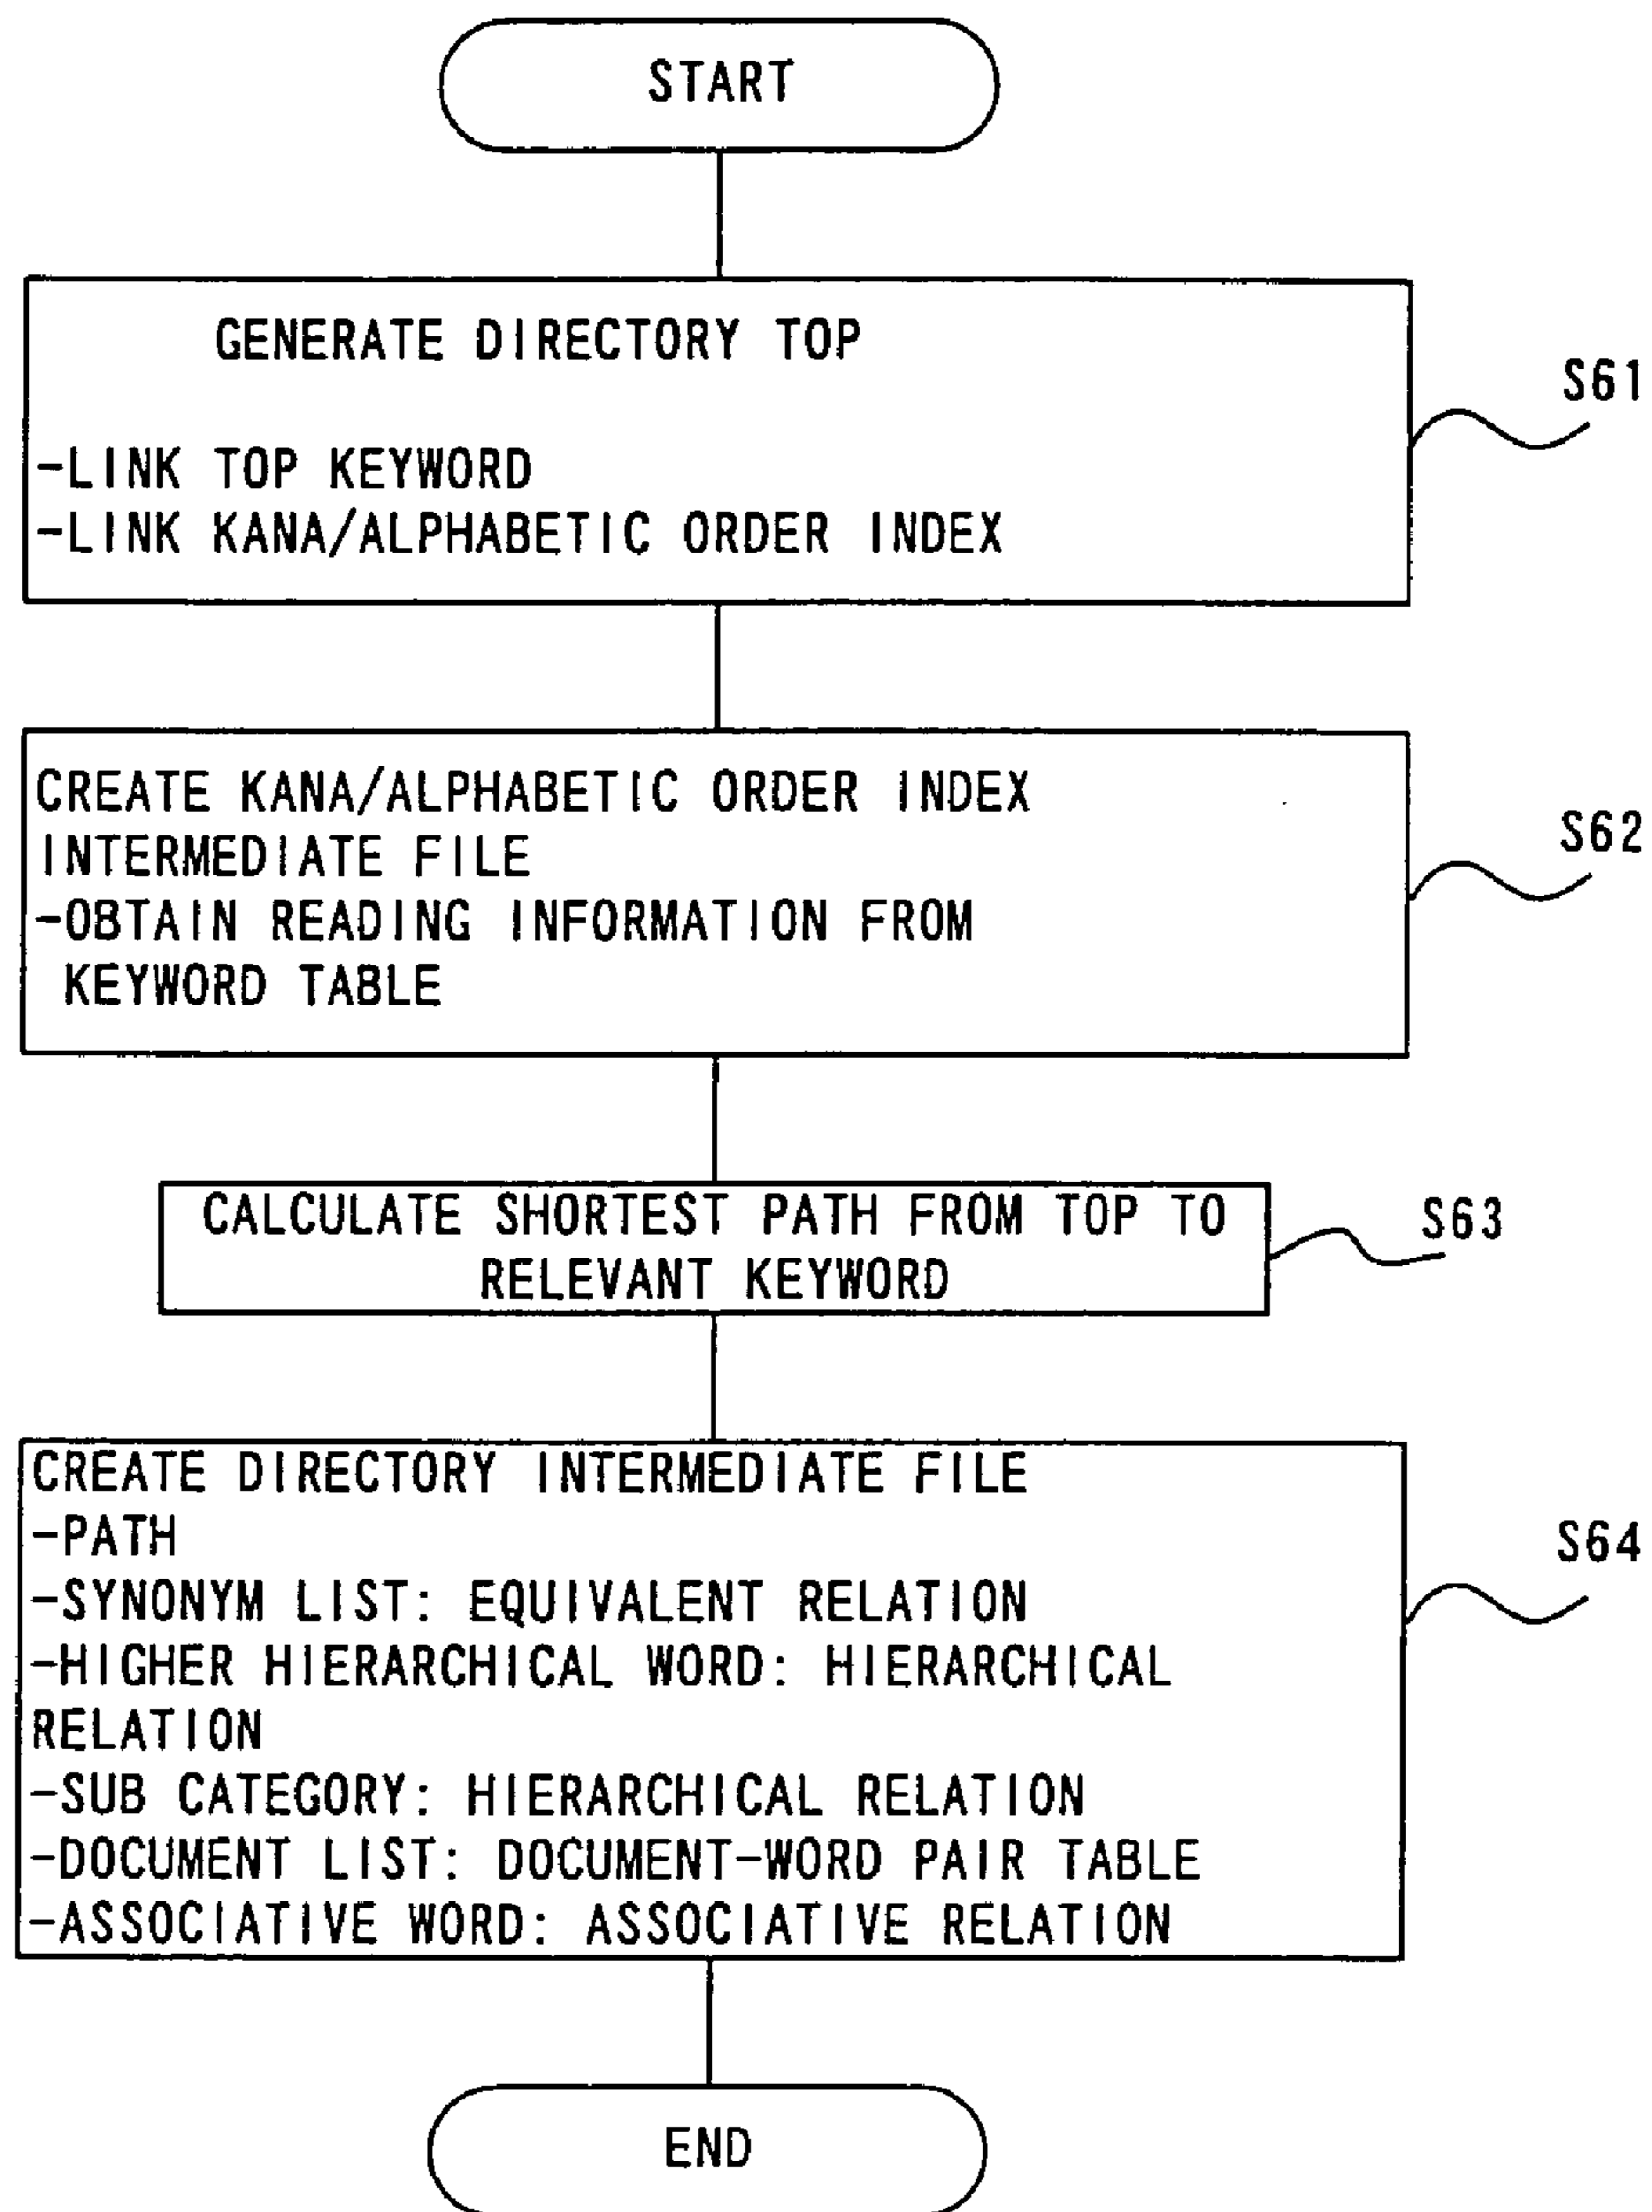 START
GENERATE DIRECTORY TOP
-LINK TOP KEYWORD
-LINK KANA/ALPHABETIC ORDER INDEX
S61
CREATE KANA/ALPHABETIC ORDER INDEX
INTERMEDIATE FILE
-OBTAIN READING INFORMATION FROM
KEYWORD TABLE
S62
CALCULATE SHORTEST PATH FROM TOP TO
RELEVANT KEYWORD
S63
CREATE DIRECTORY INTERMEDIATE FILE
-PATH
-SYNONYM LIST: EQUIVALENT RELATION
-HIGHER HIERARCHICAL WORD: HIERARCHICAL
RELATION
-SUB CATEGORY: HIERARCHICAL RELATION
-DOCUMENT LIST: DOCUMENT-WORD PAIR TABLE
-ASSOCIATIVE WORD: ASSOCIATIVE RELATION
S64
END